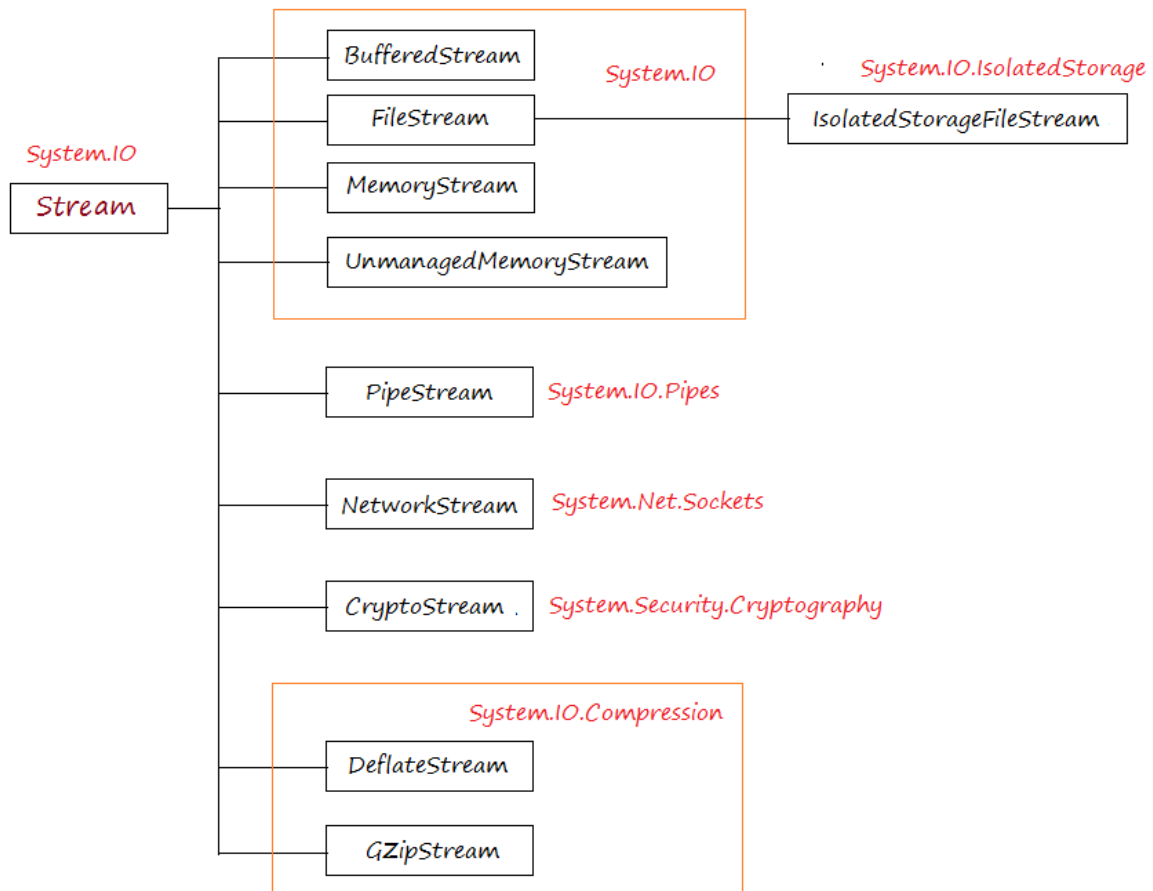 BufferedStream
System.IO
System.IO.IsolatedStorage
FileStream
IsolatedStorageFileStream
System.IO
Stream
MemoryStream
UnmanagedMemoryStream
PipeStream
System.IO.Pipes
NetworkStream
System.Net.Sockets
CryptoStream .
System.Security.Cryptography
System.IO.Compression
DeflateStream
GZipStream